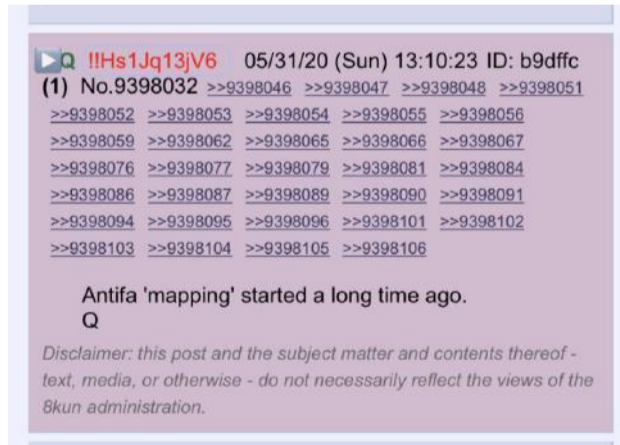 Q !!Hs1Jq13jV6 05/31/20 (Sun) 13:10:23 ID: b9dffc
(1) No.9398032 >>9398046 >>9398047 >>9398048 >>9398051
>>9398052 >>9398053 >>9398054 >>9398055 >>9398056
>>9398059 >>9398062 >>9398065 >>9398066 >>9398067
>>9398076 >>9398077 >>9398079 >>9398081 >>9398084
>>9398086 >>9398087 >>9398089 >>9398090 >>9398091
>>9398094 >>9398095 >>9398096 >>9398101 >>9398102
>>9398103 >>9398104 >>9398105 >>9398106
Antifa 'mapping' started a long time ago.
Q
Disclaimer: this post and the subject matter and contents thereof -
text, media, or otherwise - do not necessarily reflect the views of the
8kun administration.